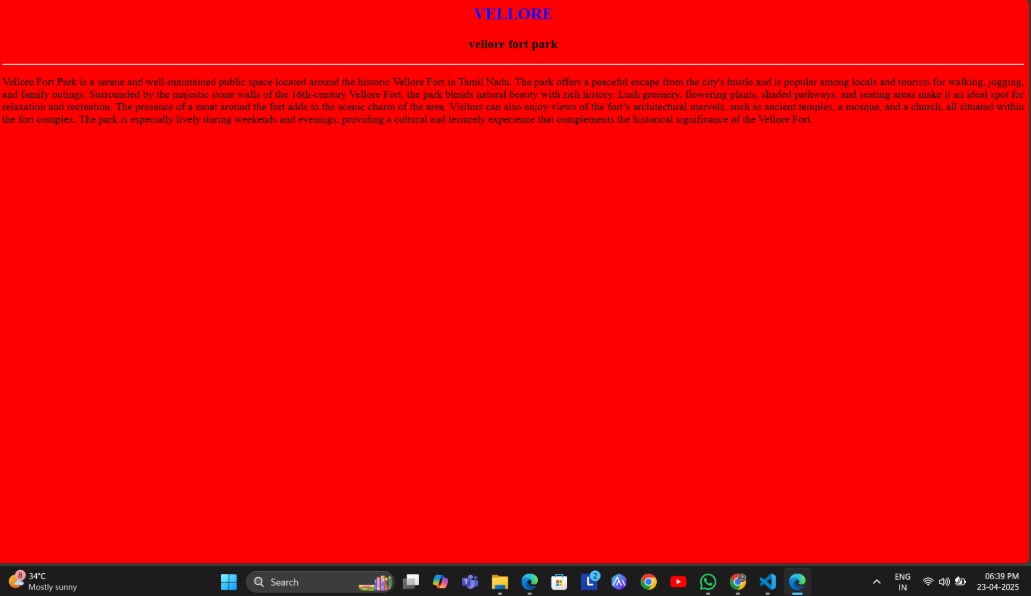 VELLORE
vellore fort park
Vellore Fort Park is a serene and well-maintained public space located around the historic Vellore Fort in Tamil Nadu. The park offers a peaceful escape from the city's hustle and is popular among locals and tourists for walking, jogging,
and family outings. Surrounded by the majestic stone walls of the 16th-century Vellore Fort, the park blends natural beauty with rich history. Lush greenery, flowering plants, shaded pathways, and seating areas make it an ideal spot for
relaxation and recreation. The presence of a moat around the fort adds to the scenic charm of the area. Visitors can also enjoy views of the fort's architectural marvels, such as ancient temples, a mosque, and a church, all situated within
the fort complex. The park is especially lively during weekends and evenings, providing a cultural and leisurely experience that complements the historical significance of the Vellore Fort.
8
34°C
Mostly sunny
Search
L
2
ENG
IN
06:39 PM
23-04-2025